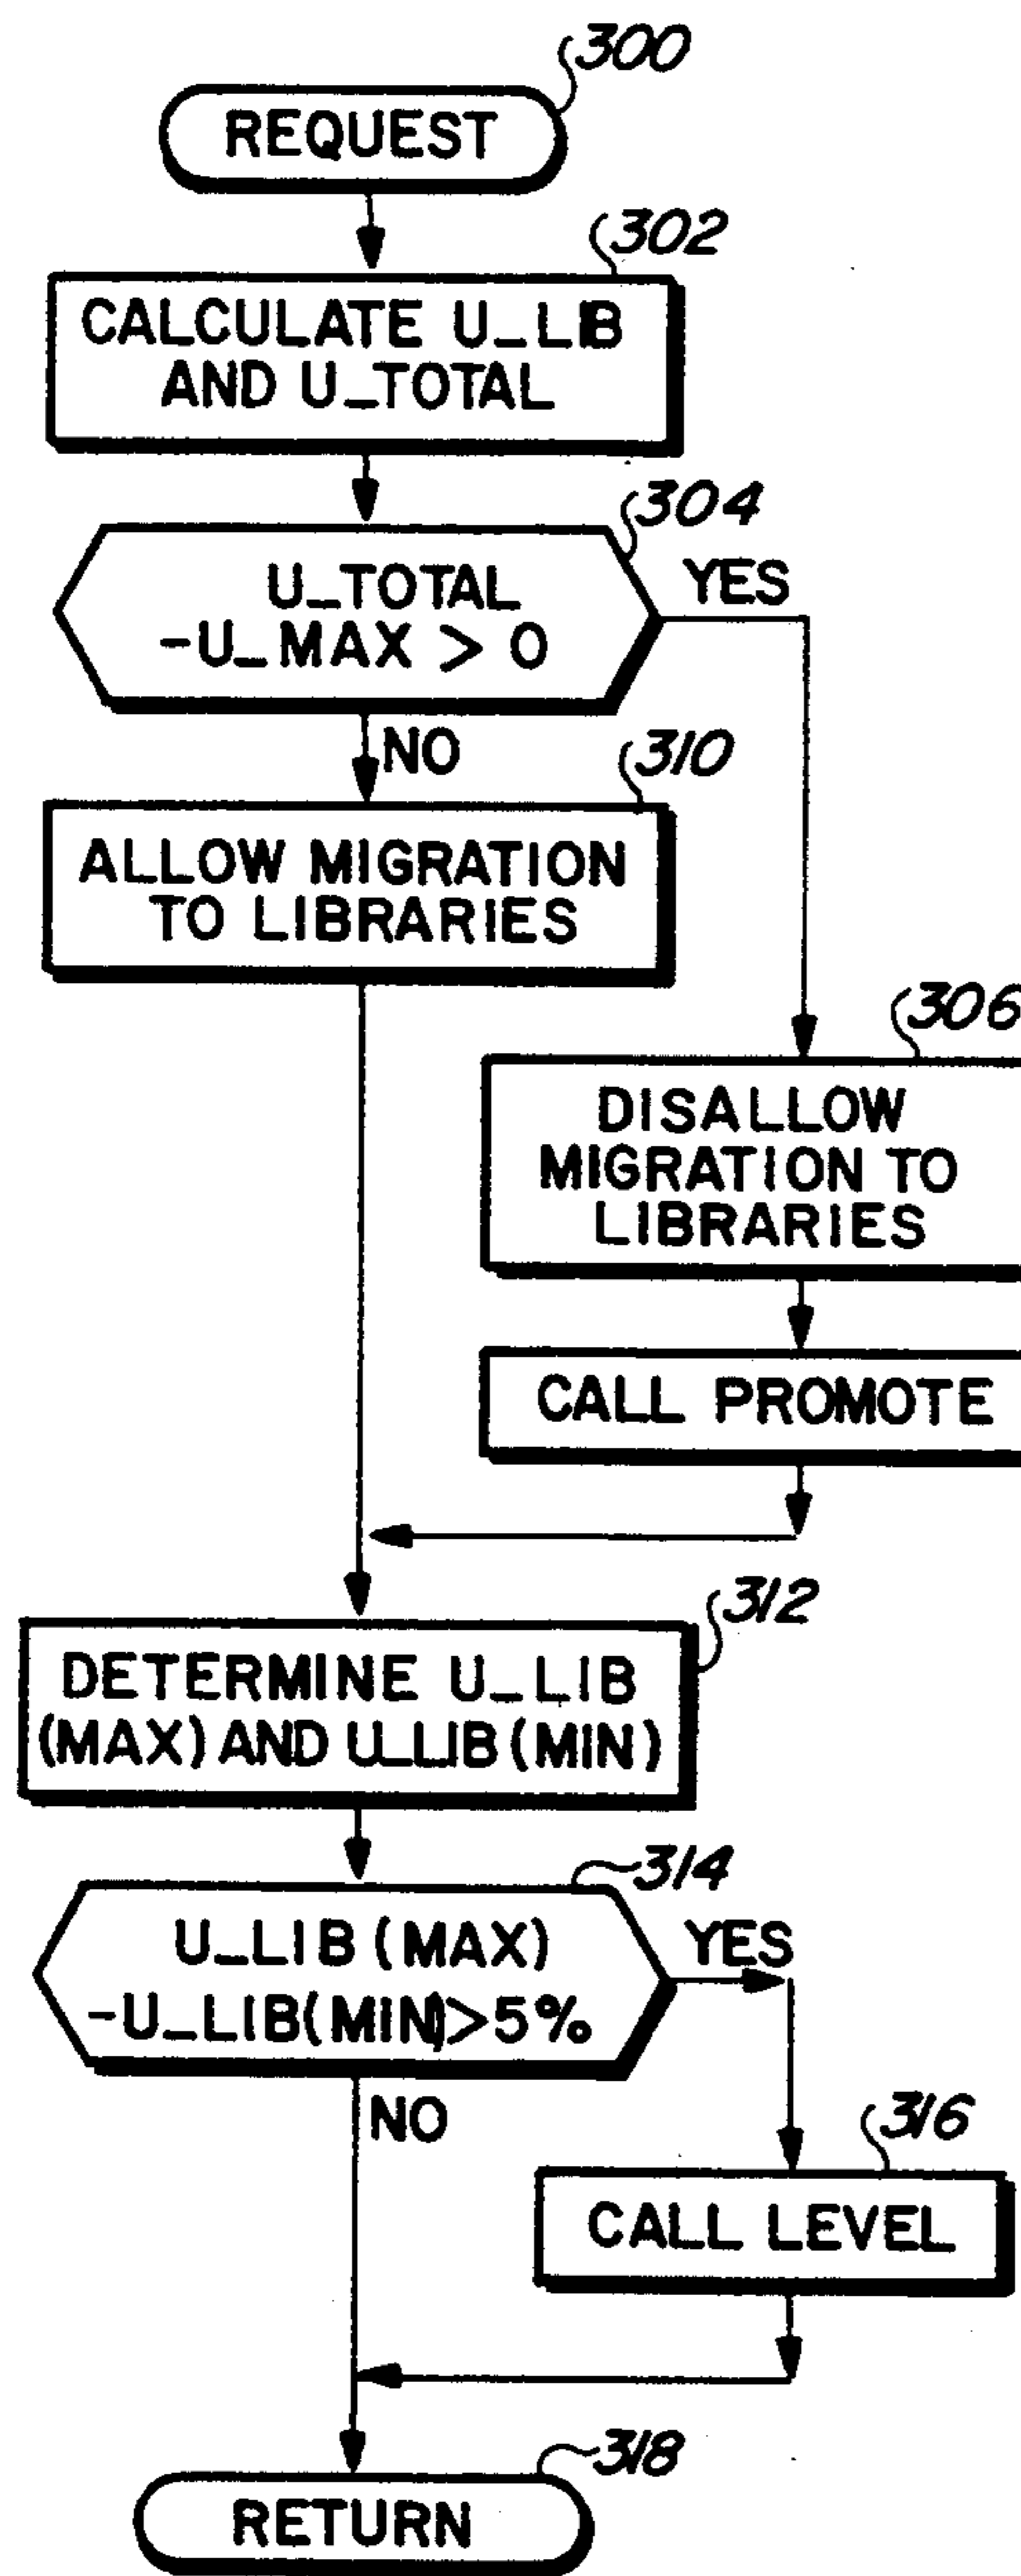 300
REQUEST
302
CALCULATE U_LIB
AND U_TOTAL
304
U_TOTAL
-U_MAX > 0
YES
NO
310
ALLOW MIGRATION
TO LIBRARIES
306
DISALLOW
MIGRATION TO
LIBRARIES
CALL PROMOTE
312
DETERMINE U_LIB
(MAX) AND U_LIB (MIN)
314
U_LIB (MAX)
-U_LIB(MIN)>5%
YES
NO
316
CALL LEVEL
318
RETURN